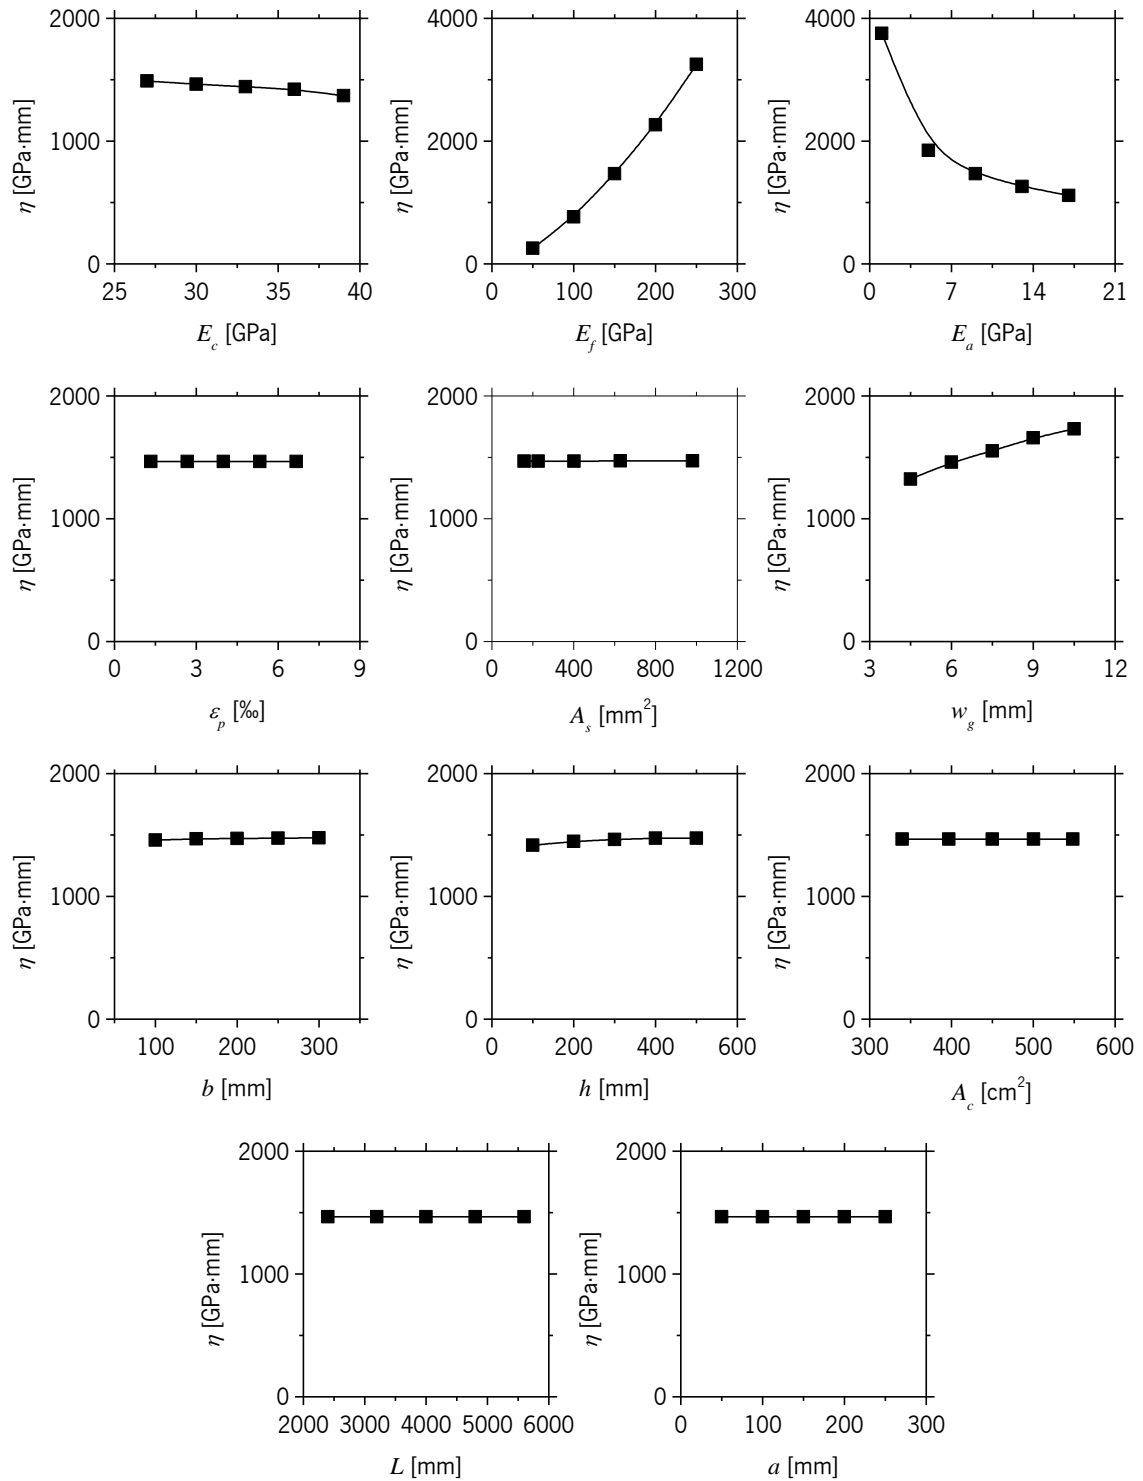 2000 1000 0
η [GPa·mm]
25 30 35 40
E_c [GPa]
4000 2000 0
η [GPa·mm]
0 100 200 300
E_f [GPa]
4000 2000 0
η [GPa·mm]
0 7 14 21
E_a [GPa]
2000 1000 0
η [GPa·mm]
0 3 6 9
ε_p [‰]
2000 1000 0
η [GPa·mm]
0 400 800 1200
A_s [mm²]
2000 1000 0
η [GPa·mm]
3 6 9 12
w_g [mm]
2000 1000 0
η [GPa·mm]
100 200 300
b [mm]
2000 1000 0
η [GPa·mm]
0 200 400 600
h [mm]
2000 1000 0
η [GPa·mm]
300 400 500 600
A_c [cm²]
2000 1000 0
η [GPa·mm]
2000 3000 4000 5000 6000
L [mm]
2000 1000 0
η [GPa·mm]
0 100 200 300
a [mm]